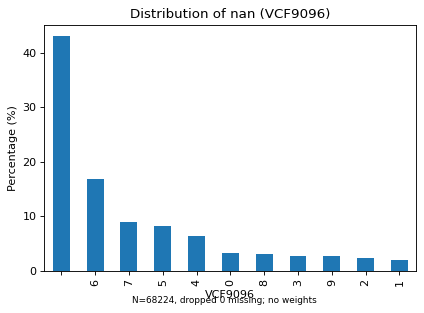 Distribution of nan (VCF9096)
Percentage (%)
40
30
20
10
0
6 7 5 4 0 8 3 9 2 1
VCF9096
N=68224, dropped 0 missing; no weights